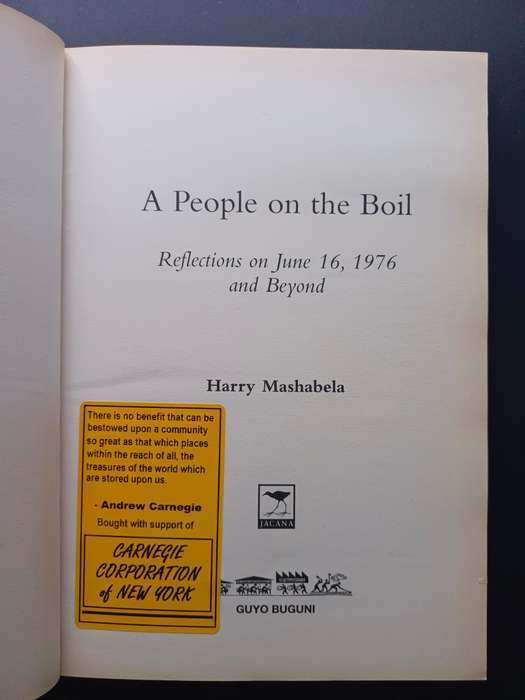 A People on the Boil
Reflections on June 16, 1976
and Beyond
Harry Mashabela
There is no benefit that can be
bestowed upon a community
so great as that which places
within the reach of all, the
treasures of the world which
are stored upon us.
- Andrew Carnegie
Bought with support of
CARNEGIE
CORPORATION
of NEW YORK
JACANA
GUYO BUGUNI